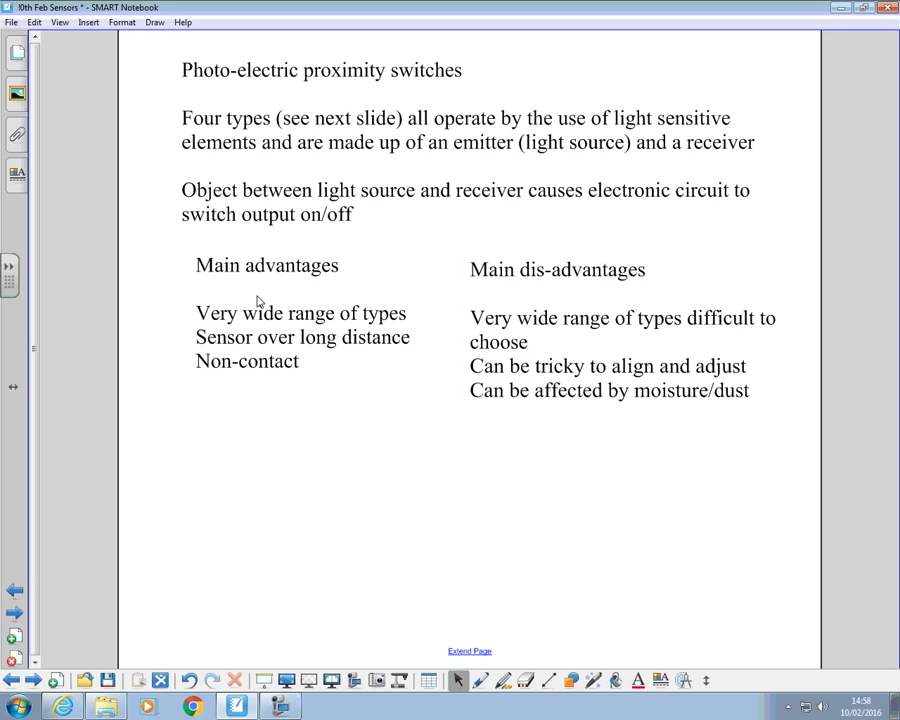 !0th Feb Sensors * - SMART Notebook
File Edit View Insert Format Draw Help
Photo-electric proximity switches
Four types (see next slide) all operate by the use of light sensitive
elements and are made up of an emitter (light source) and a receiver
Object between light source and receiver causes electronic circuit to
switch output on/off
Main advantages
Very wide range of types
Sensor over long distance
Non-contact
Main dis-advantages
Very wide range of types difficult to
choose
Can be tricky to align and adjust
Can be affected by moisture/dust
Extend Page
14:58
10/02/2016